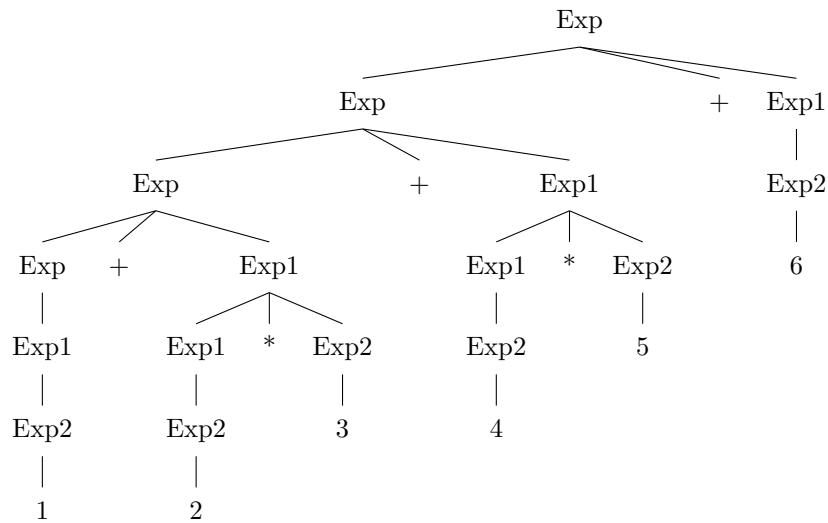 Exp
Exp + Exp1
Exp + Exp1 Exp2
Exp + Exp1 Exp1 * Exp2 6
Exp1 Exp1 * Exp2 Exp2 5
Exp2 Exp2 3 4
1 2